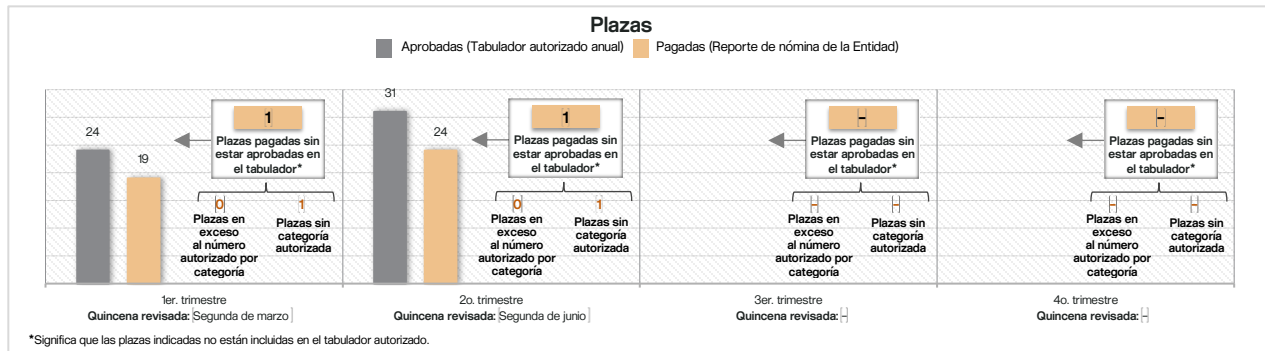 Plazas
Aprobadas (Tabulador autorizado anual) Pagadas (Reporte de nómina de la Entidad)
24
19
1
Plazas pagadas sin
estar aprobadas en
el tabulador*
0
Plazas en
exceso
al número
autorizado por
categoría
1
Plazas sin
categoría
autorizada
31
24
1
Plazas pagadas sin
estar aprobadas en
el tabulador*
0
Plazas en
exceso
al número
autorizado por
categoría
1
Plazas sin
categoría
autorizada
–
Plazas pagadas sin
estar aprobadas en
el tabulador*
–
Plazas en
exceso
al número
autorizado por
categoría
–
Plazas sin
categoría
autorizada
–
Plazas pagadas sin
estar aprobadas en
el tabulador*
–
Plazas en
exceso
al número
autorizado por
categoría
–
Plazas sin
categoría
autorizada
1er. trimestre
Quincena revisada: Segunda de marzo
2o. trimestre
Quincena revisada: Segunda de junio
3er. trimestre
Quincena revisada: –
4o. trimestre
Quincena revisada: –
*Significa que las plazas indicadas no están incluidas en el tabulador autorizado.